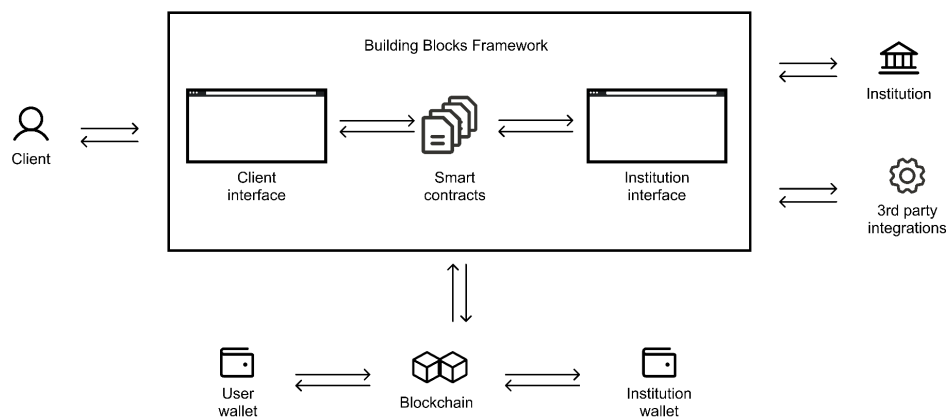 Building Blocks Framework
Institution
Client
Client
interface
Smart
contracts
Institution
interface
3rd party
integrations
User
wallet
Blockchain
Institution
wallet